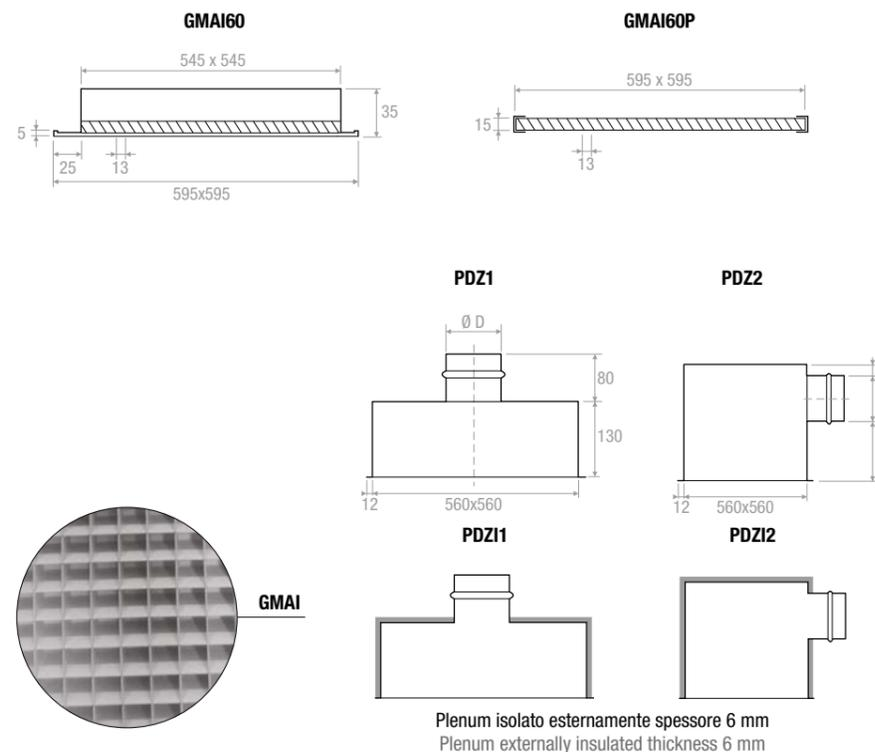 GMAI60
GMAI60P
545 x 545
35
5
25
13
595x595
595 x 595
15
13
PDZ1
PDZ2
Ø D
80
130
12
560x560
12
560x560
PDZI1
PDZI2
GMAI
Plenum isolato esternamente spessore 6 mm
Plenum externally insulated thickness 6 mm